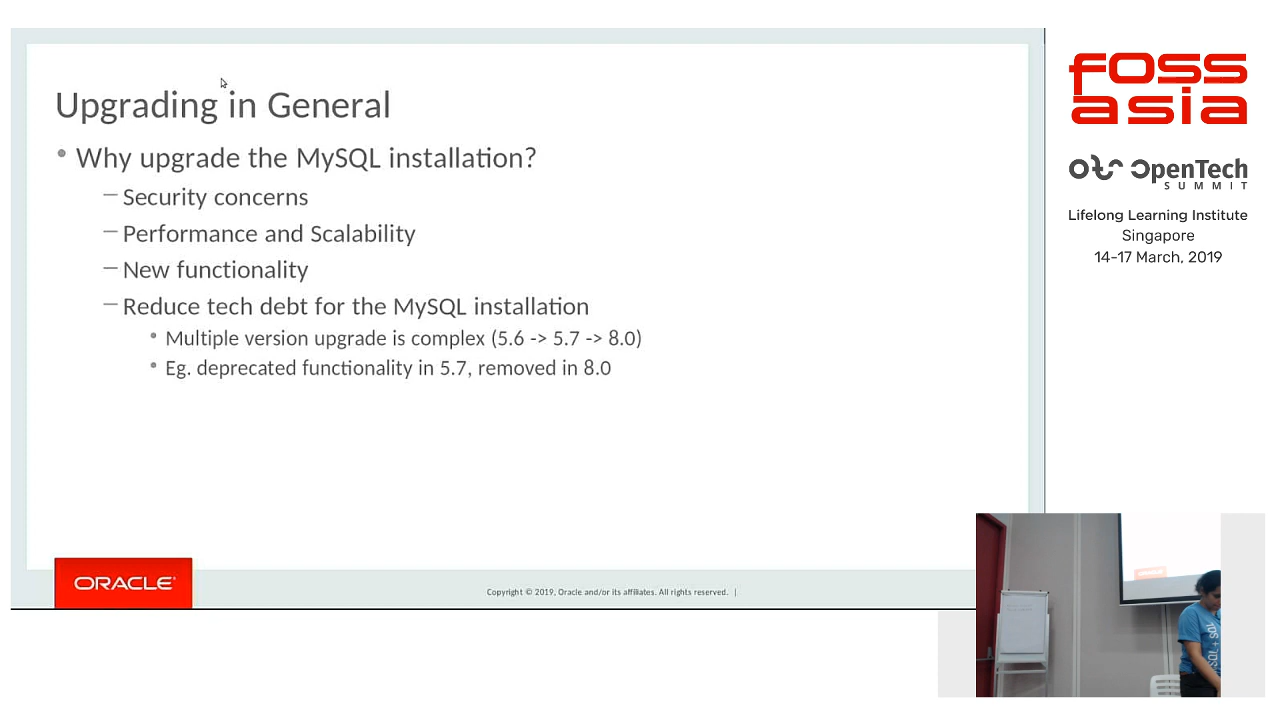 Upgrading in General
• Why upgrade the MySQL installation?
– Security concerns
– Performance and Scalability
– New functionality
– Reduce tech debt for the MySQL installation
• Multiple version upgrade is complex (5.6 -> 5.7 -> 8.0)
• Eg. deprecated functionality in 5.7, removed in 8.0
ORACLE
Copyright © 2019, Oracle and/or its affiliates. All rights reserved. |
foss
asia
OpenTech
SUMMIT
Lifelong Learning Institute
Singapore
14-17 March, 2019